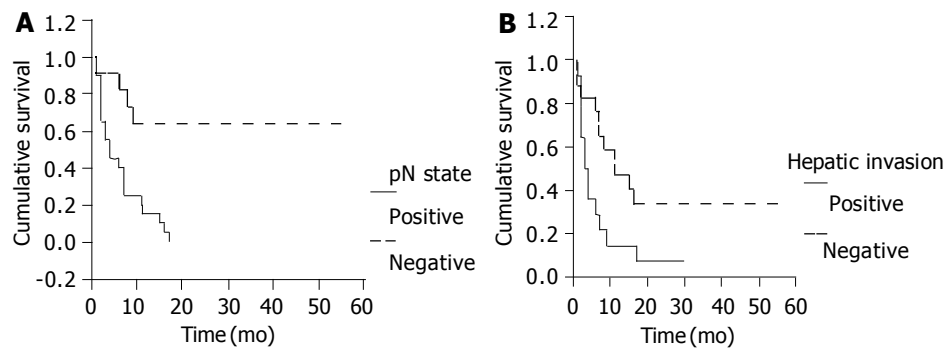 A
1.2
1.0
0.8
0.6
0.4
0.2
0.0
-0.2
Cumulative survival
0 10 20 30 40 50 60
Time (mo)
pN state
Positive
Negative
B
1.2
1.0
0.8
0.6
0.4
0.2
0.0
Cumulative survival
0 10 20 30 40 50 60
Time (mo)
Hepatic invasion
Positive
Negative